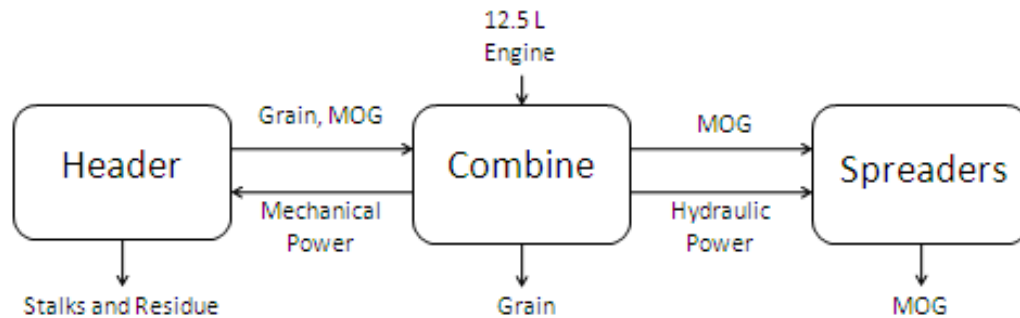 12.5 L
Engine
Grain, MOG
MOG
Header
Combine
Spreaders
Mechanical
Power
Hydraulic
Power
Stalks and Residue
Grain
MOG